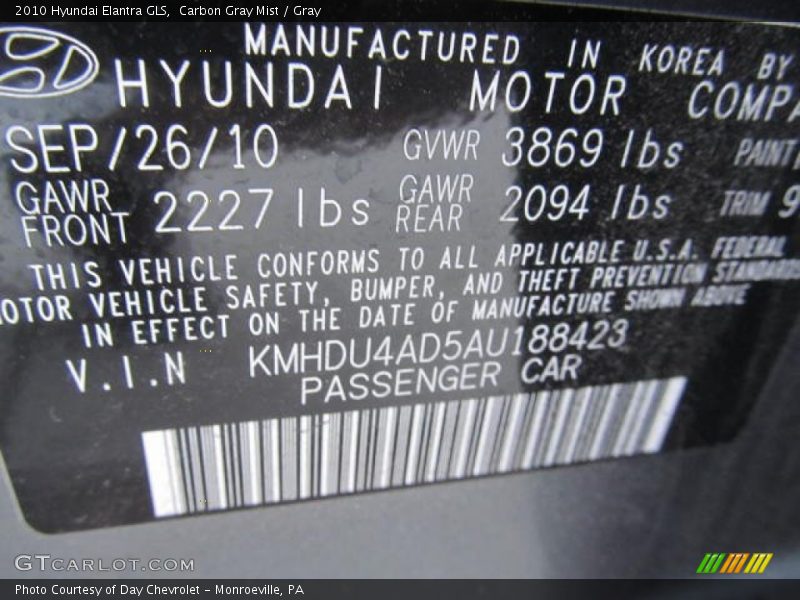 2010 Hyundai Elantra GLS, Carbon Gray Mist / Gray
MANUFACTURED IN KOREA BY
HYUNDAI MOTOR COMPA
SEP/26/10 GVWR 3869 lbs PAINT
GAWR FRONT 2227 lbs GAWR REAR 2094 lbs TRIM 9
THIS VEHICLE CONFORMS TO ALL APPLICABLE U.S.A. FEDERAL
OTOR VEHICLE SAFETY, BUMPER, AND THEFT PREVENTION STANDARDS
IN EFFECT ON THE DATE OF MANUFACTURE SHOWN ABOVE
V.I.N KMHDU4AD5AU188423
PASSENGER CAR
GTCARLOT.COM
Photo Courtesy of Day Chevrolet - Monroeville, PA